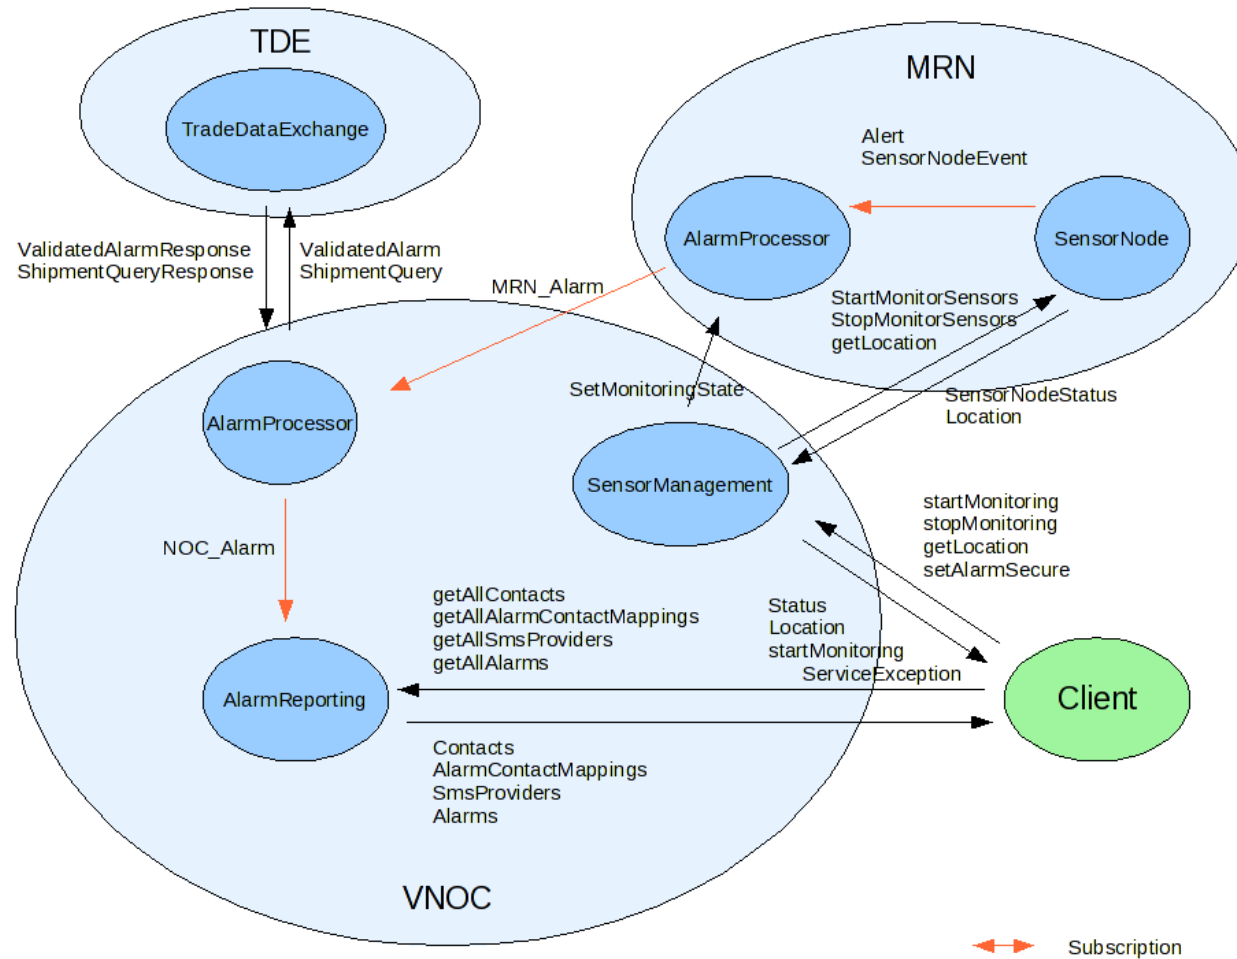 TDE
TradeDataExchange
MRN
Alert
SensorNodeEvent
AlarmProcessor
SensorNode
ValidatedAlarmResponse
ShipmentQueryResponse
ValidatedAlarm
ShipmentQuery
MRN_Alarm
StartMonitorSensors
StopMonitorSensors
getLocation
SetMonitoringState
SensorNodeStatus
Location
AlarmProcessor
SensorManagement
startMonitoring
stopMonitoring
getLocation
setAlarmSecure
NOC_Alarm
getAllContacts
getAllAlarmContactMappings
getAllSmsProviders
getAllAlarms
Status
Location
startMonitoring
ServiceException
AlarmReporting
Client
Contacts
AlarmContactMappings
SmsProviders
Alarms
VNOC
Subscription